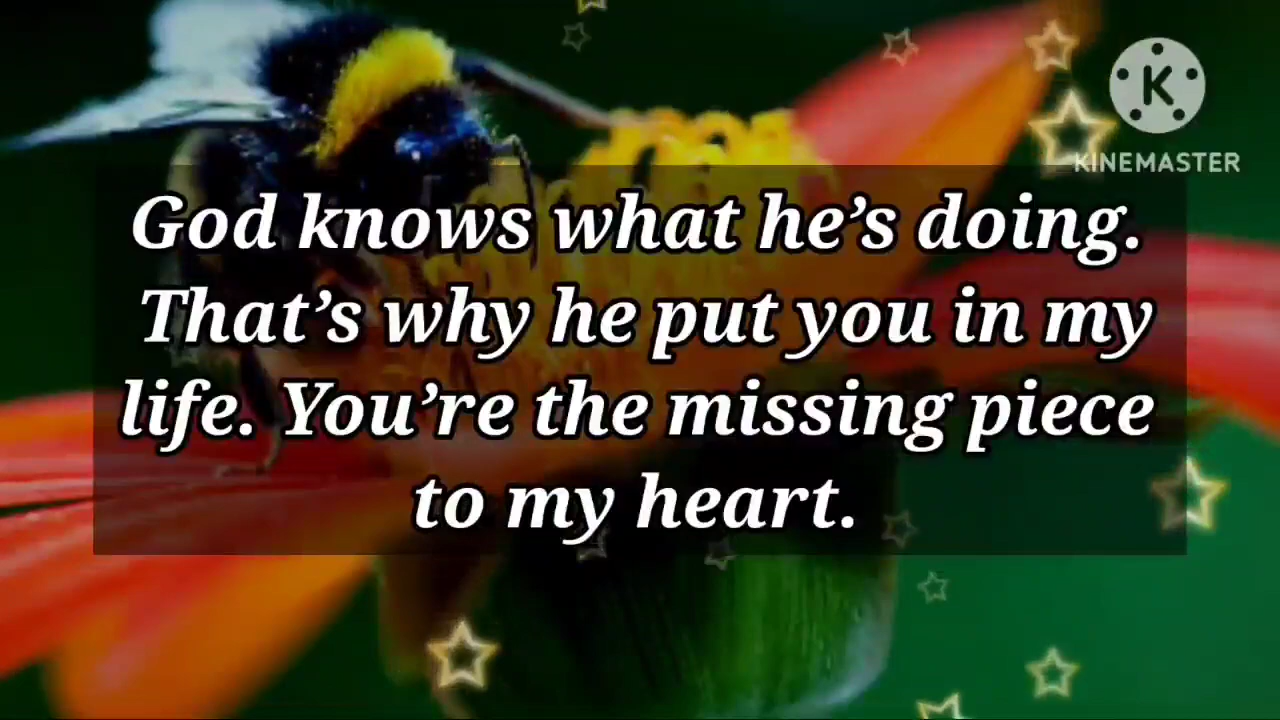 K
KINEMASTER
God knows what he’s doing.
That’s why he put you in my
life. You’re the missing piece
to my heart.